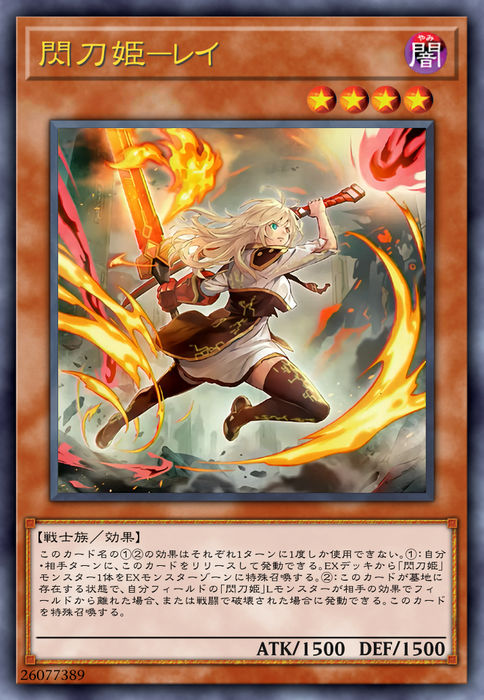 閃刀姫-レイ
やみ
闇
【戦士族/効果】
このカード名の①②の効果はそれぞれ1ターンに1度しか使用できない。①:自分
・相手ターンに、このカードをリリースして発動できる。EXデッキから「閃刀姫」
モンスター1体をEXモンスターゾーンに特殊召喚する。②:このカードが墓地に
存在する状態で、自分フィールドの「閃刀姫」Lモンスターが相手の効果でフィ
ールドから離れた場合、または戦闘で破壊された場合に発動できる。このカード
を特殊召喚する。
ATK/1500 DEF/1500
26077389